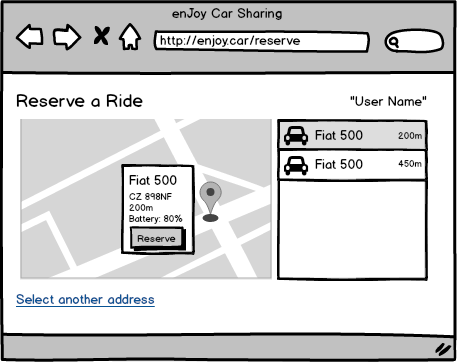 enJoy Car Sharing
http://enjoy.car/reserve
Reserve a Ride
"User Name"
Fiat 500
CZ 898NF
200m
Battery: 80%
Reserve
Fiat 500 200m
Fiat 500 450m
Select another address